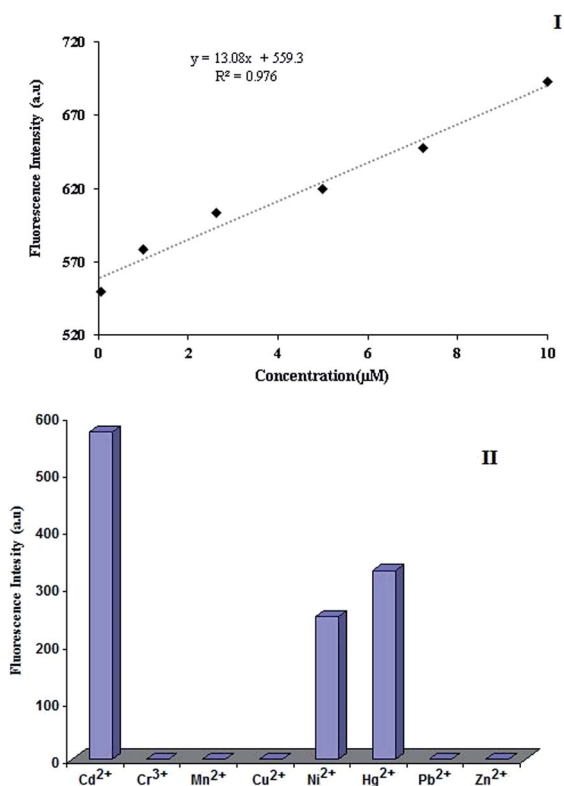 I
720
670
620
570
520
y = 13.08x + 559.3
R² = 0.976
Fluorescence Intensity (a.u)
0 2 4 6 8 10
Concentration(µM)
II
600
500
400
300
200
100
0
Fluorescence Intesity (a.u)
Cd2+ Cr3+ Mn2+ Cu2+ Ni2+ Hg2+ Pb2+ Zn2+